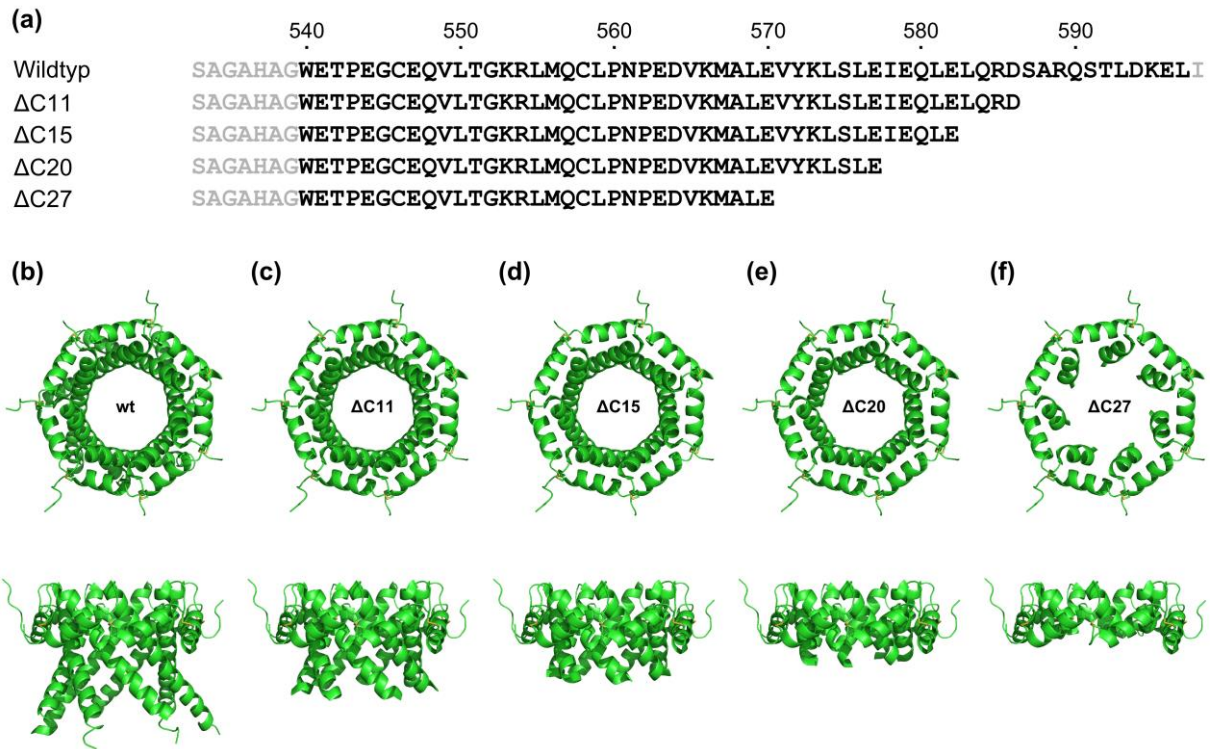 (a)
540 550 560 570 580 590
Wildtyp SAGAHAGWETPEGCEQVLTGKRLMQCLPNPEDVKMALEVYKLSLEIEQLELQRDSARQSTLDKELI
ΔC11 SAGAHAGWETPEGCEQVLTGKRLMQCLPNPEDVKMALEVYKLSLEIEQLELQRD
ΔC15 SAGAHAGWETPEGCEQVLTGKRLMQCLPNPEDVKMALEVYKLSLEIEQLE
ΔC20 SAGAHAGWETPEGCEQVLTGKRLMQCLPNPEDVKMALEVYKLSLE
ΔC27 SAGAHAGWETPEGCEQVLTGKRLMQCLPNPEDVKMALE
(b) (c) (d) (e) (f)
wt ΔC11 ΔC15 ΔC20 ΔC27